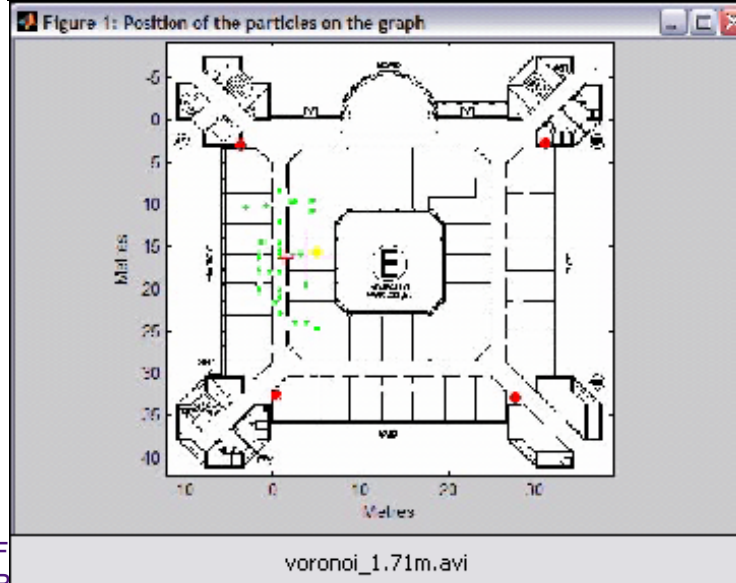 Figure 1: Position of the particles on the graph
-5
0
5
10
15
20
25
30
35
40
Metres
E
-10 0 10 20 30
Metres
voronoi_1.71m.avi